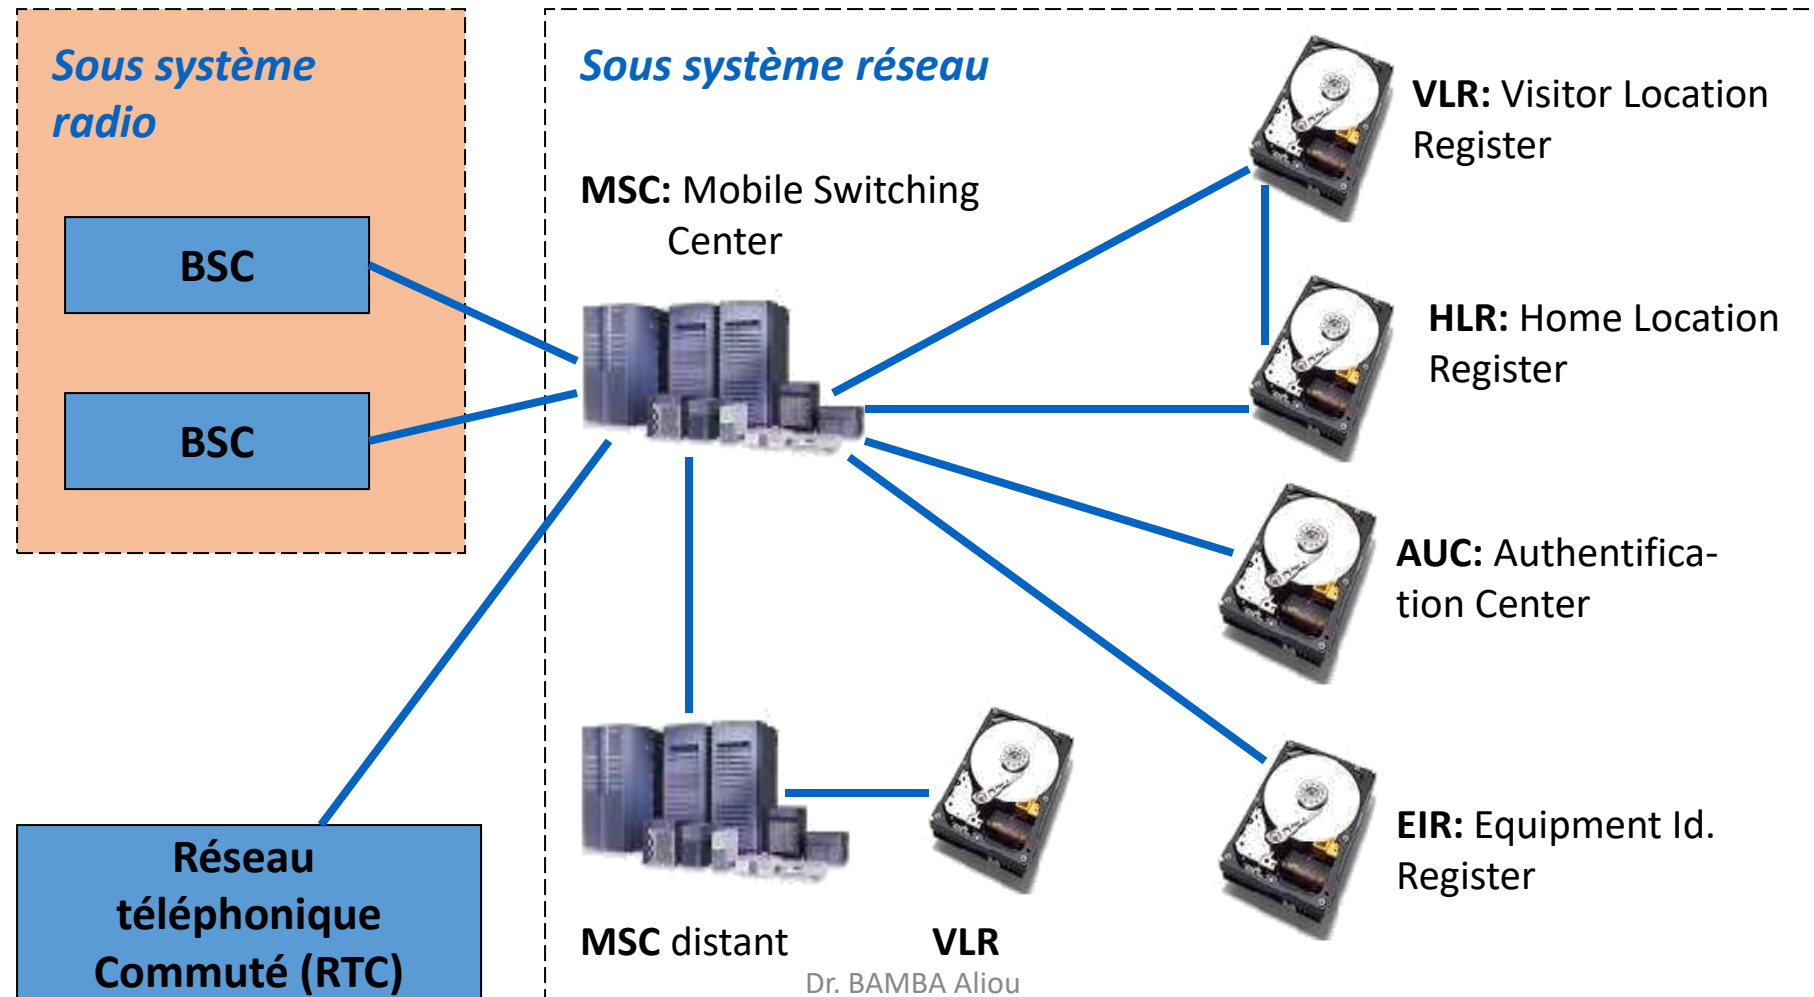 Sous système
radio
BSC
BSC
Réseau
téléphonique
Commuté (RTC)
Sous système réseau
MSC: Mobile Switching
Center
VLR: Visitor Location
Register
HLR: Home Location
Register
AUC: Authentifica-
tion Center
EIR: Equipment Id.
Register
MSC distant
VLR
Dr. BAMBA Aliou